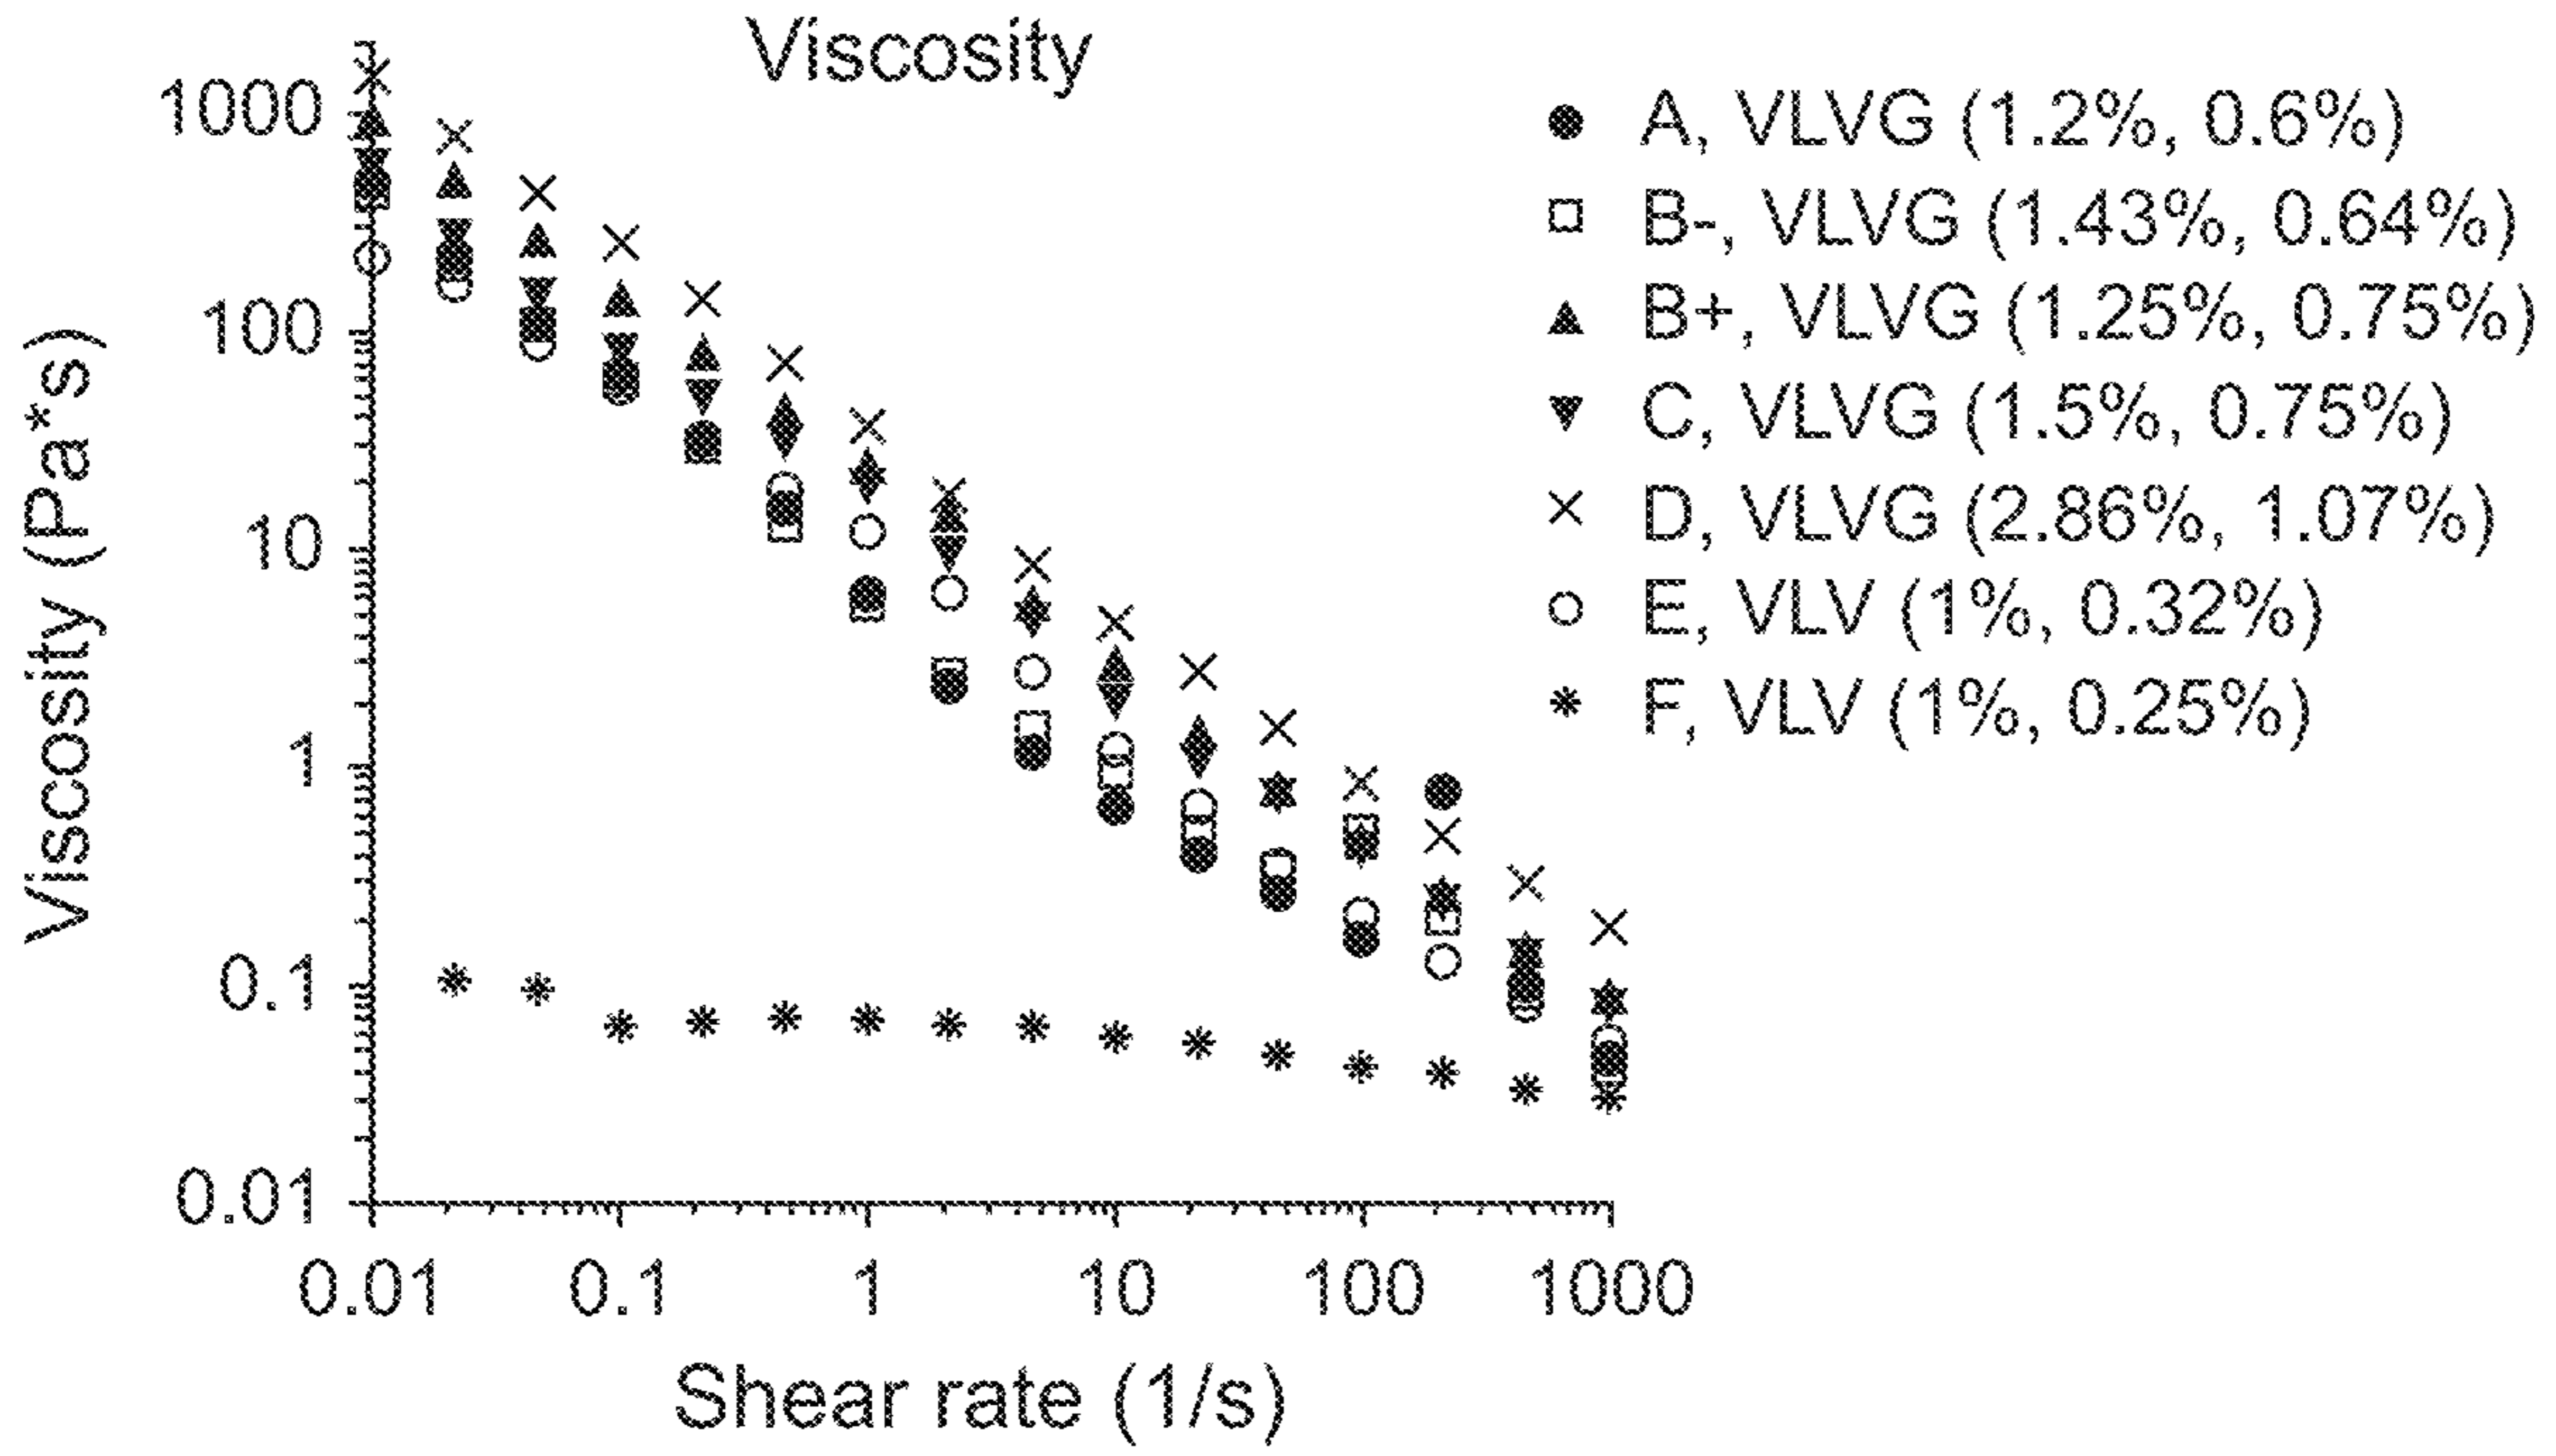 Viscosity
1000
100
10
1
0.1
0.01
Viscosity (Pa*s)
0.01 0.1 1 10 100 1000
Shear rate (1/s)
A, VLVG (1.2%, 0.6%)
B-, VLVG (1.43%, 0.64%)
B+, VLVG (1.25%, 0.75%)
C, VLVG (1.5%, 0.75%)
D, VLVG (2.86%, 1.07%)
E, VLV (1%, 0.32%)
F, VLV (1%, 0.25%)